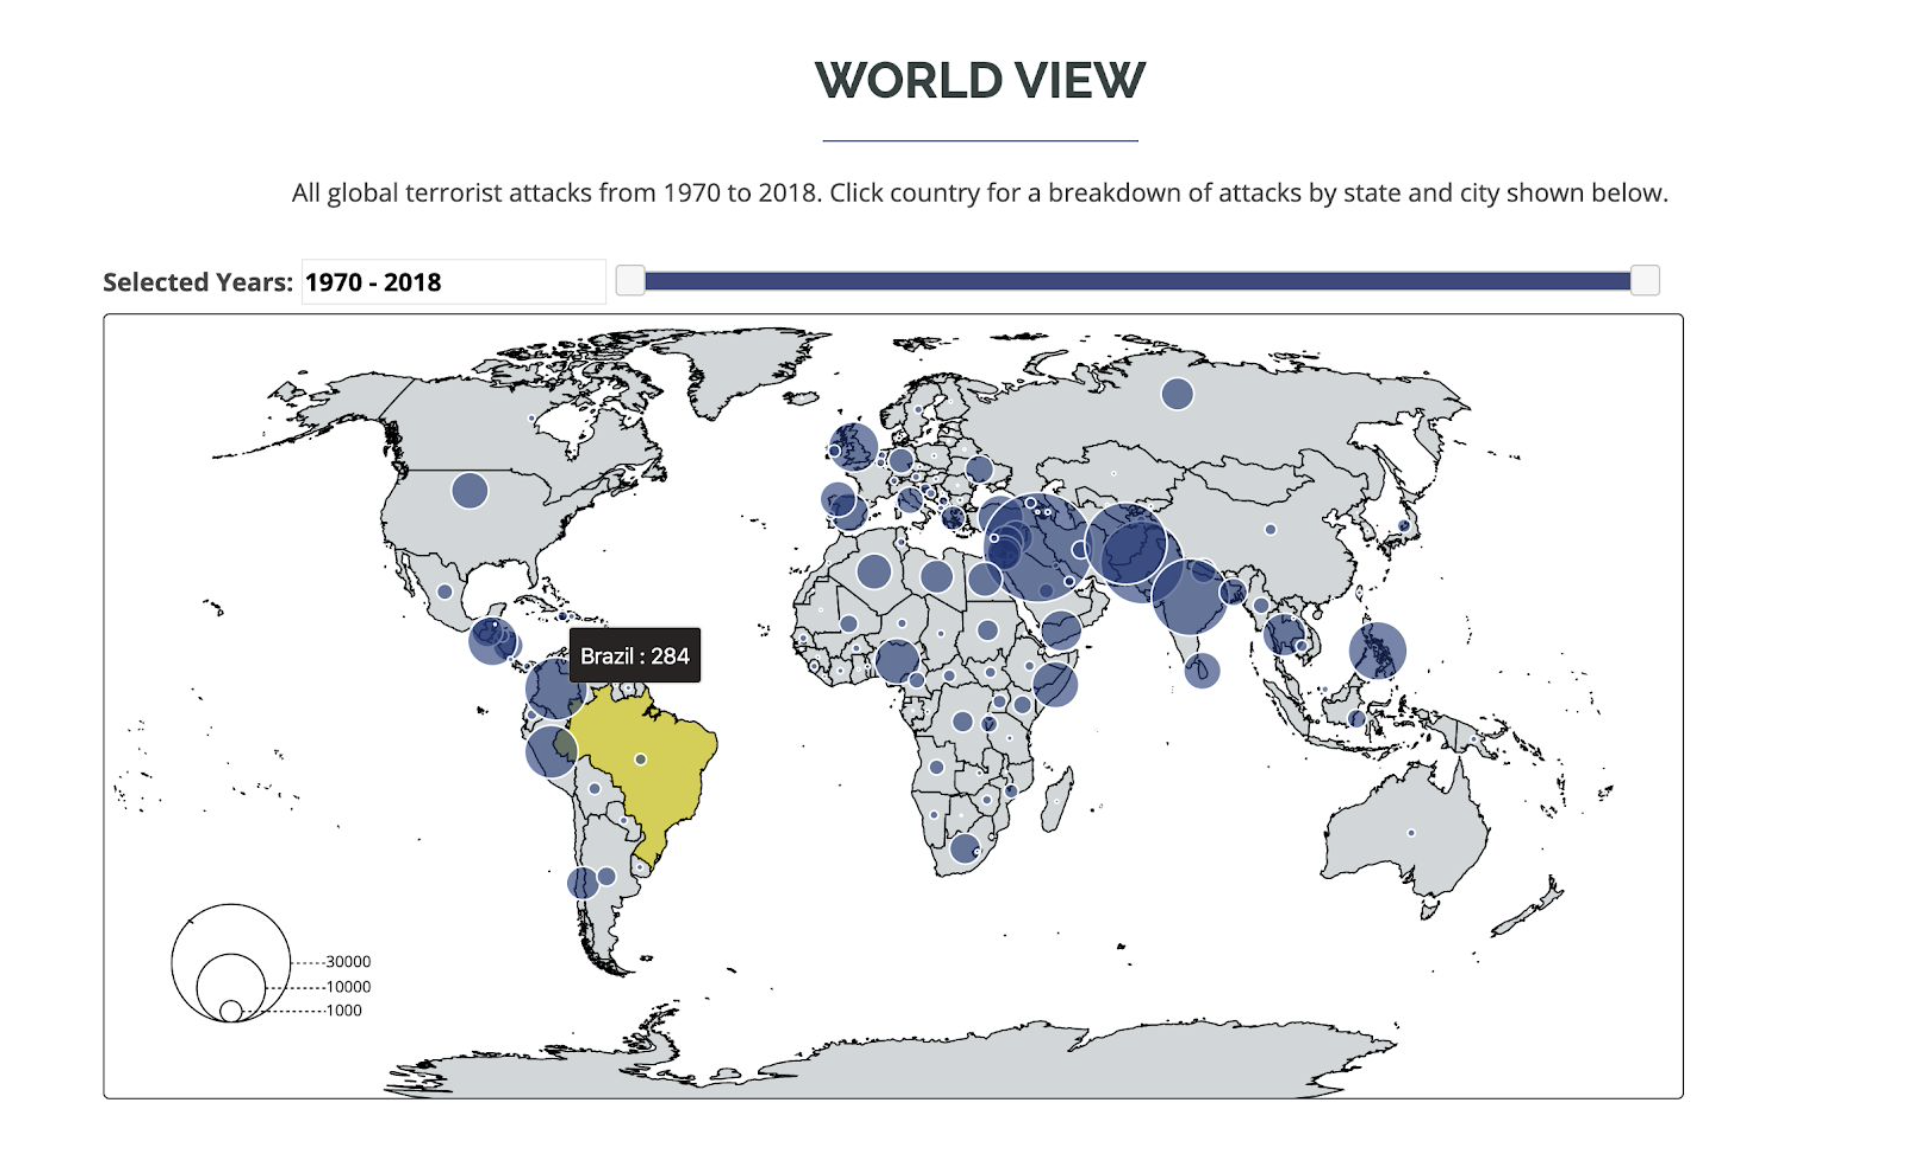 WORLD VIEW
All global terrorist attacks from 1970 to 2018. Click country for a breakdown of attacks by state and city shown below.
Selected Years: 1970 - 2018
Brazil : 284
30000
10000
1000